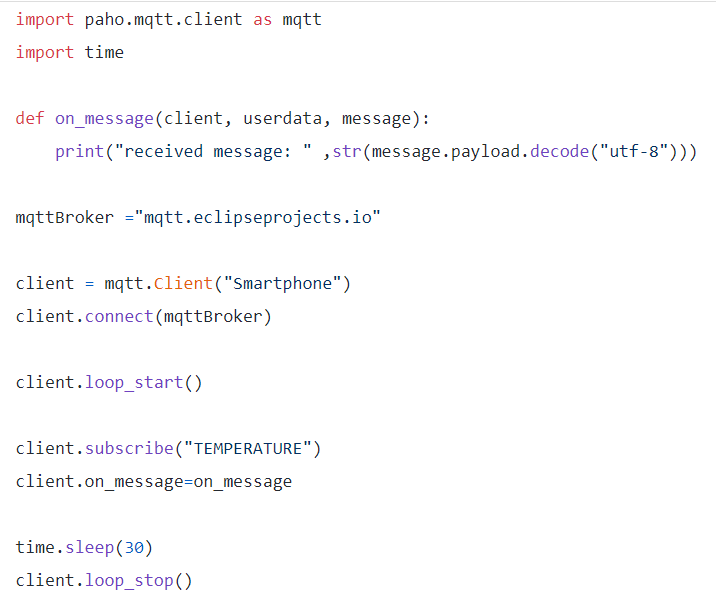 import paho.mqtt.client as mqtt
import time
def on_message(client, userdata, message):
    print("received message: " ,str(message.payload.decode("utf-8")))
mqttBroker ="mqtt.eclipseprojects.io"
client = mqtt.Client("Smartphone")
client.connect(mqttBroker)
client.loop_start()
client.subscribe("TEMPERATURE")
client.on_message=on_message
time.sleep(30)
client.loop_stop()